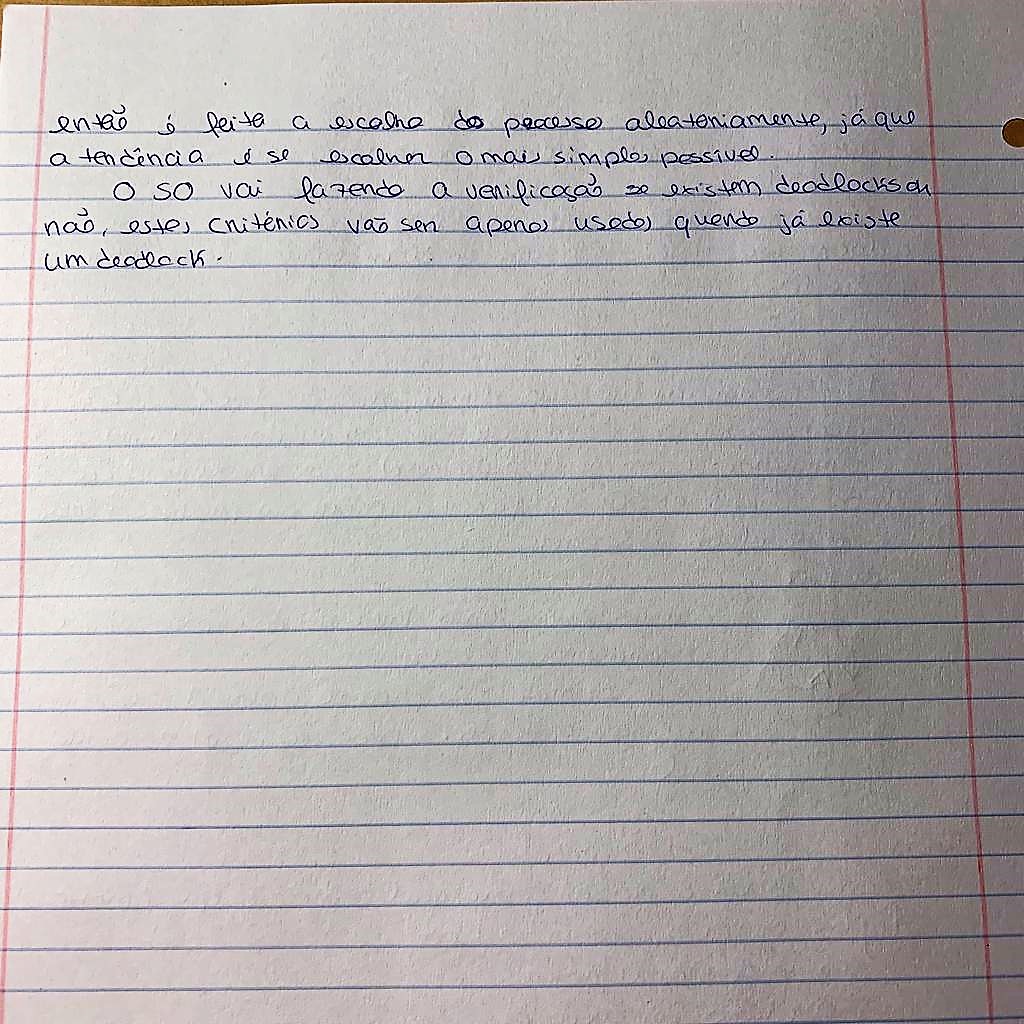 então é feita a escolha do processo aleatoriamente, já que
a tendência é se escolher o mais simples possível.
O SO vai fazendo a verificação se existem deadlocks ou
não, estes critérios vão ser apenas usados quando já existe
um deadlock.